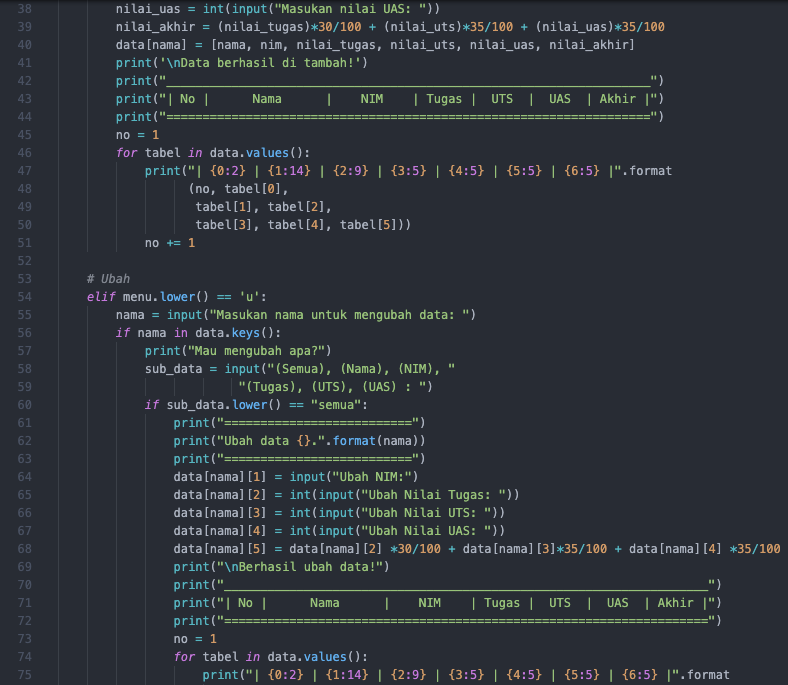 38 nilai_uas = int(input("Masukan nilai UAS: "))
39 nilai_akhir = (nilai_tugas)*30/100 + (nilai_uts)*35/100 + (nilai_uas)*35/100
40 data[nama] = [nama, nim, nilai_tugas, nilai_uts, nilai_uas, nilai_akhir]
41 print('\nData berhasil di tambah!')
42 print("___________________________________________________________________")
43 print("| No |      Nama      |    NIM    | Tugas |  UTS  |  UAS  | Akhir |")
44 print("===================================================================")
45 no = 1
46 for tabel in data.values():
47 print("| {0:2} | {1:14} | {2:9} | {3:5} | {4:5} | {5:5} | {6:5} |".format
48 (no, tabel[0],
49 tabel[1], tabel[2],
50 tabel[3], tabel[4], tabel[5]))
51 no += 1
52
53 # Ubah
54 elif menu.lower() == 'u':
55 nama = input("Masukan nama untuk mengubah data: ")
56 if nama in data.keys():
57 print("Mau mengubah apa?")
58 sub_data = input("(Semua), (Nama), (NIM), "
59 "(Tugas), (UTS), (UAS) : ")
60 if sub_data.lower() == "semua":
61 print("==========================")
62 print("Ubah data {}.".format(nama))
63 print("==========================")
64 data[nama][1] = input("Ubah NIM:")
65 data[nama][2] = int(input("Ubah Nilai Tugas: "))
66 data[nama][3] = int(input("Ubah Nilai UTS: "))
67 data[nama][4] = int(input("Ubah Nilai UAS: "))
68 data[nama][5] = data[nama][2] *30/100 + data[nama][3]*35/100 + data[nama][4] *35/100
69 print("\nBerhasil ubah data!")
70 print("___________________________________________________________________")
71 print("| No |      Nama      |    NIM    | Tugas |  UTS  |  UAS  | Akhir |")
72 print("===================================================================")
73 no = 1
74 for tabel in data.values():
75 print("| {0:2} | {1:14} | {2:9} | {3:5} | {4:5} | {5:5} | {6:5} |".format